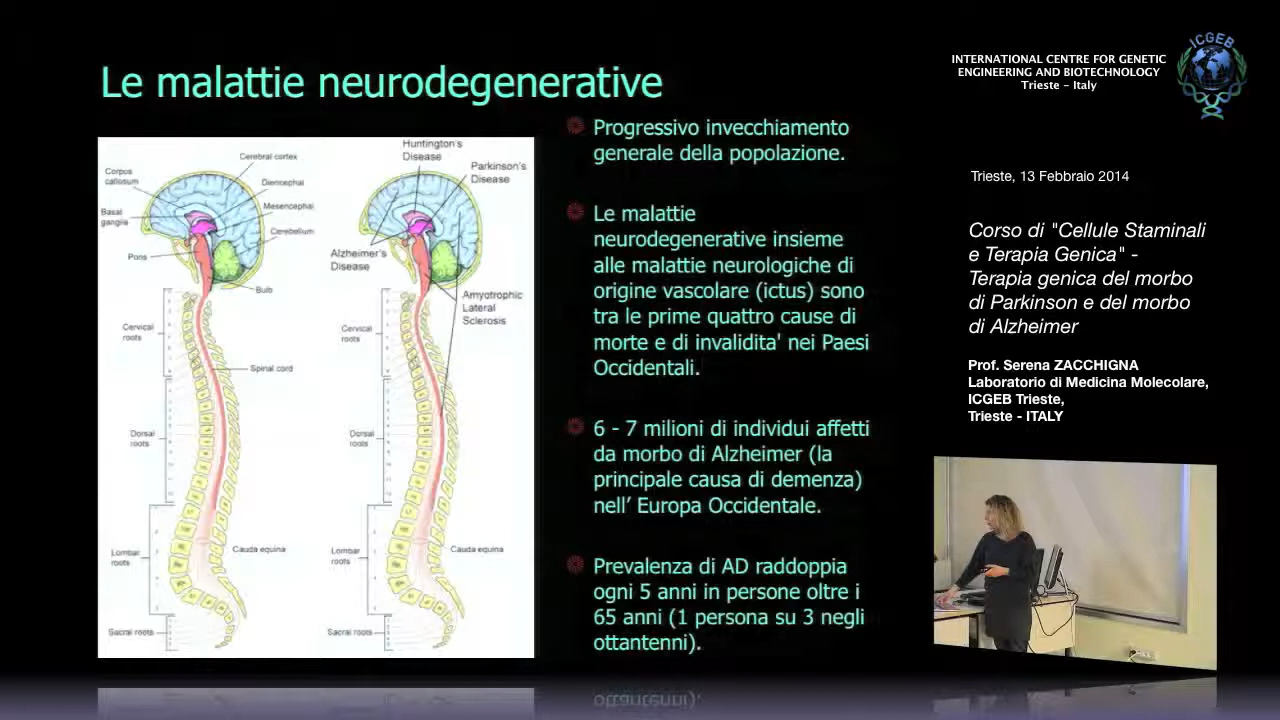 Le malattie neurodegenerative
Cerebral cortex
Corpus
callosum
Diencephal
Mesencephal
Basal
ganglia
Cerebellum
Pons
Bulb
Cervical
roots
Spinal cord
Dorsal
roots
Lombar
roots
Cauda equina
Sacral roots
Huntington's
Disease
Parkinson's
Disease
Alzheimer's
Disease
Amyotrophic
Lateral
Sclerosis
Cervical
roots
Dorsal
roots
Lombar
roots
Cauda equina
Sacral roots
Progressivo invecchiamento
generale della popolazione.
Le malattie
neurodegenerative insieme
alle malattie neurologiche di
origine vascolare (ictus) sono
tra le prime quattro cause di
morte e di invalidita' nei Paesi
Occidentali.
6 - 7 milioni di individui affetti
da morbo di Alzheimer (la
principale causa di demenza)
nell’ Europa Occidentale.
Prevalenza di AD raddoppia
ogni 5 anni in persone oltre i
65 anni (1 persona su 3 negli
ottantenni).
INTERNATIONAL CENTRE FOR GENETIC
ENGINEERING AND BIOTECHNOLOGY
Trieste - Italy
ICGEB
Trieste, 13 Febbraio 2014
Corso di "Cellule Staminali
e Terapia Genica" -
Terapia genica del morbo
di Parkinson e del morbo
di Alzheimer
Prof. Serena ZACCHIGNA
Laboratorio di Medicina Molecolare,
ICGEB Trieste,
Trieste - ITALY